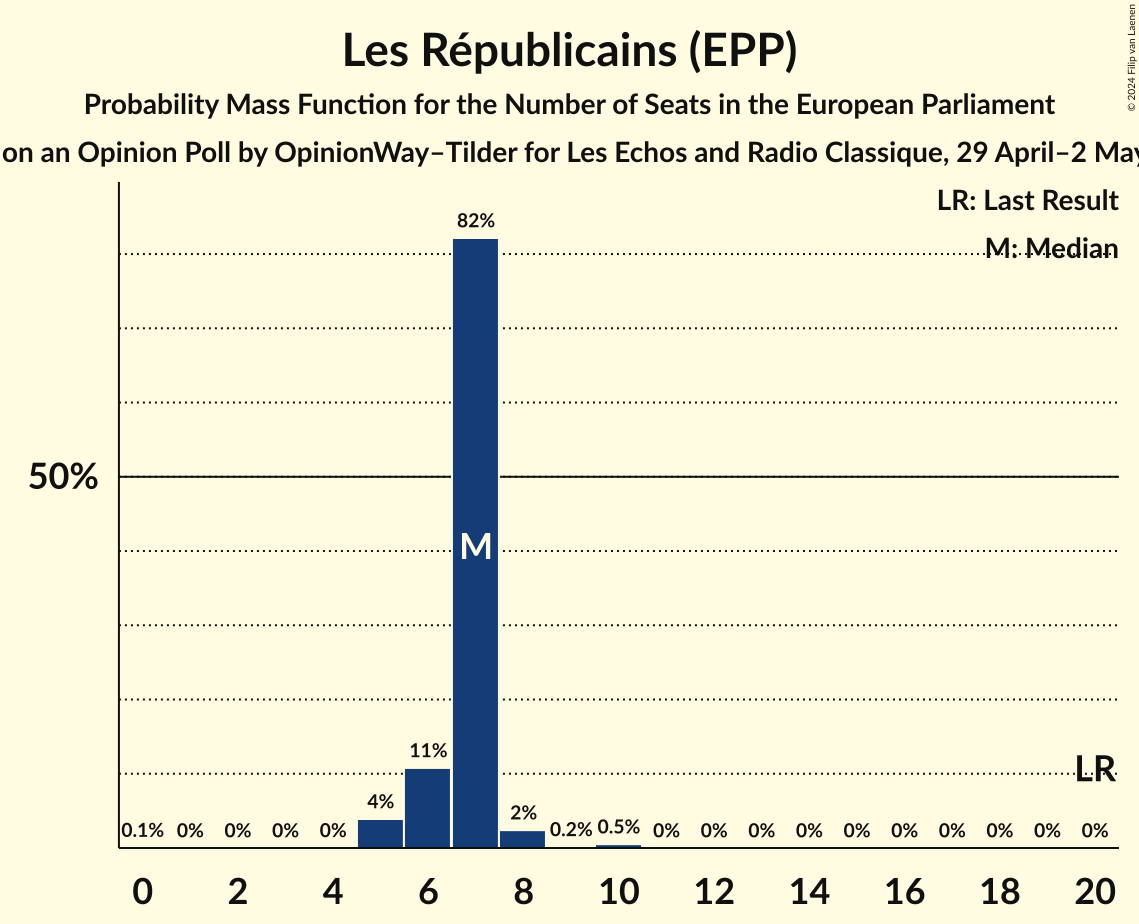 Les Républicains (EPP)
Probability Mass Function for the Number of Seats in the European Parliament
on an Opinion Poll by OpinionWay–Tilder for Les Echos and Radio Classique, 29 April–2 May
© 2024 Filip van Laenen
LR: Last Result
M: Median
82%
50%
M
11%
LR
4%
2%
0.1% 0% 0% 0% 0% 0.2% 0.5% 0% 0% 0% 0% 0% 0% 0% 0% 0% 0%
0 2 4 6 8 10 12 14 16 18 20